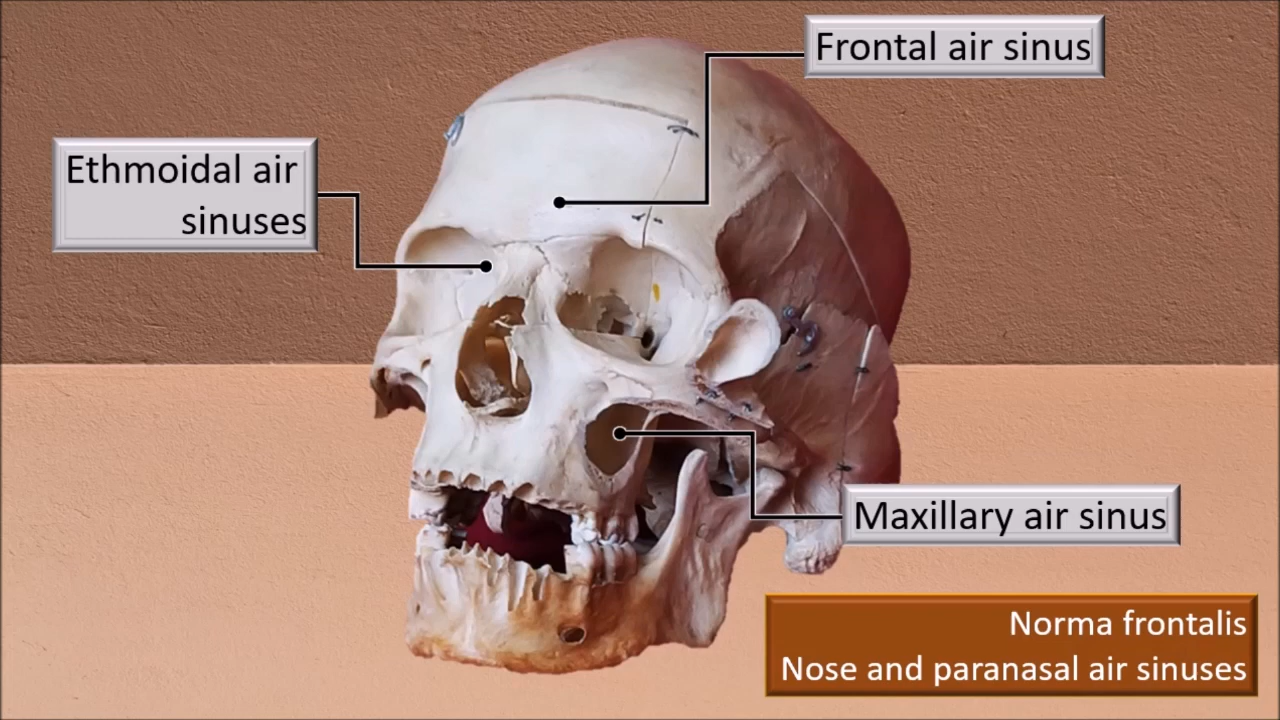 Frontal air sinus
Ethmoidal air
sinuses
Maxillary air sinus
Norma frontalis
Nose and paranasal air sinuses